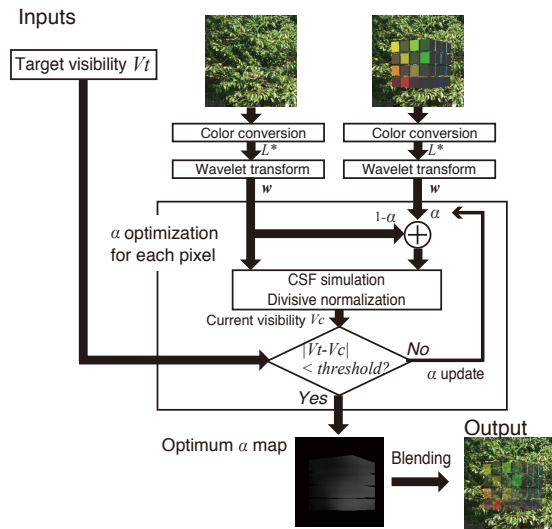 Inputs
Target visibility Vt
Color conversion
Color conversion
L*
L*
Wavelet transform
Wavelet transform
w
w
1-α
α
+
α optimization
for each pixel
CSF simulation
Divisive normalization
Current visibility Vc
|Vt-Vc|
< threshold?
No
α update
Yes
Output
Optimum α map
Blending